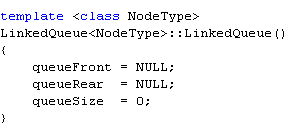 template <class NodeType>
LinkedQueue<NodeType>::LinkedQueue()
{
    queueFront = NULL;
    queueRear  = NULL;
    queueSize  = 0;
}